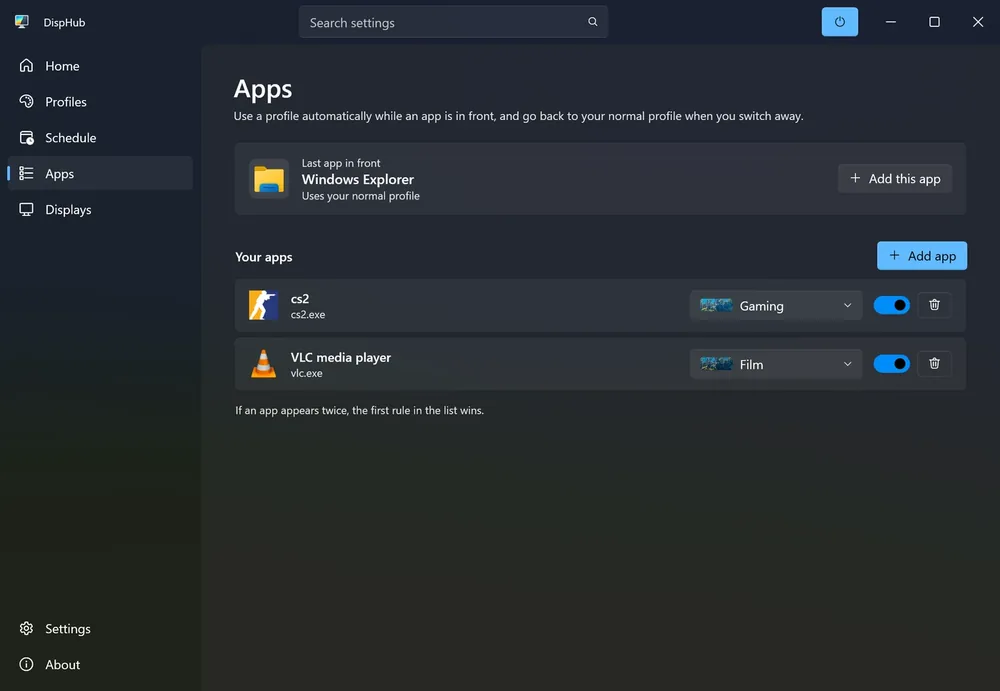 DispHub
Search settings
Home
Profiles
Schedule
Apps
Displays
Settings
About
Apps
Use a profile automatically while an app is in front, and go back to your normal profile when you switch away.
Last app in front
Windows Explorer
Uses your normal profile
Add this app
Your apps
Add app
cs2
cs2.exe
Gaming
VLC media player
vlc.exe
Film
If an app appears twice, the first rule in the list wins.